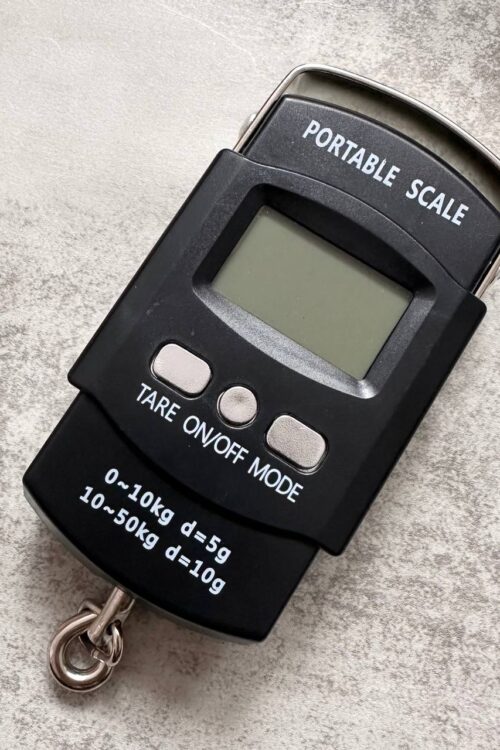 PORTABLE SCALE
TARE ON/OFF MODE
0~10kg d=5g
10~50kg d=10g